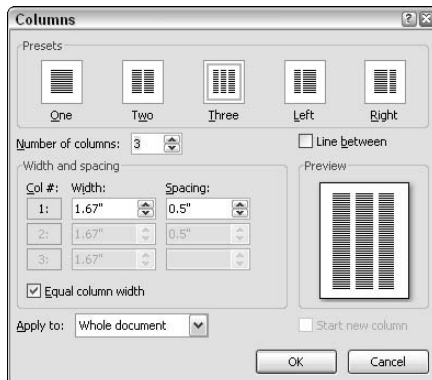 Columns
Presets
One Two Three Left Right
Number of columns: 3 Line between
Width and spacing Preview
Col #: Width: Spacing:
1: 1.67" 0.5"
2: 1.67" 0.5"
3: 1.67"
Equal column width
Apply to: Whole document Start new column
OK Cancel